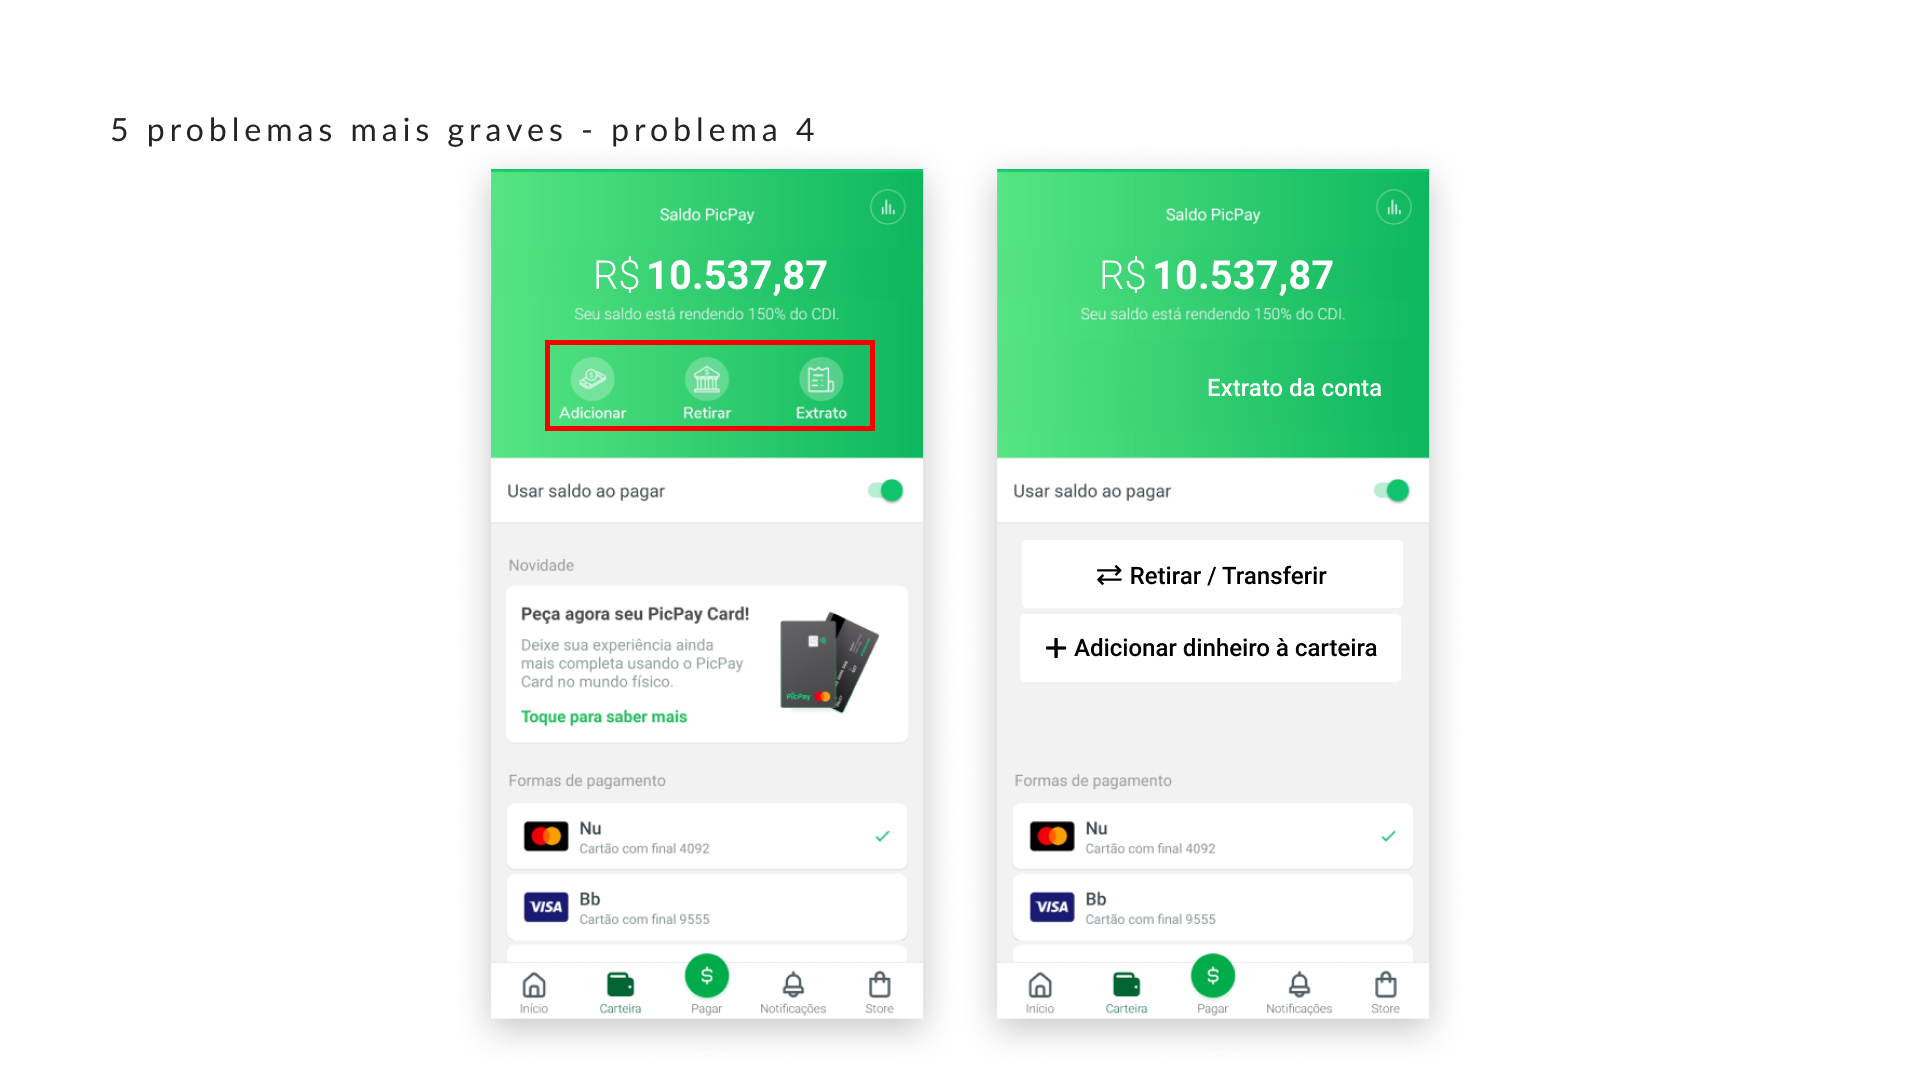 5 problemas mais graves - problema 4
Saldo PicPay
R$ 10.537,87
Seu saldo está rendendo 150% do CDI.
Adicionar
Retirar
Extrato
Usar saldo ao pagar
Novidade
Peça agora seu PicPay Card!
Deixe sua experiência ainda
mais completa usando o PicPay
Card no mundo físico.
Toque para saber mais
PicPay
Formas de pagamento
Nu
Cartão com final 4092
VISA
Bb
Cartão com final 9555
Início
Carteira
$
Pagar
Notificações
Store
Saldo PicPay
R$ 10.537,87
Seu saldo está rendendo 150% do CDI.
Extrato da conta
Usar saldo ao pagar
Retirar / Transferir
+ Adicionar dinheiro à carteira
Formas de pagamento
Nu
Cartão com final 4092
VISA
Bb
Cartão com final 9555
Início
Carteira
$
Pagar
Notificações
Store